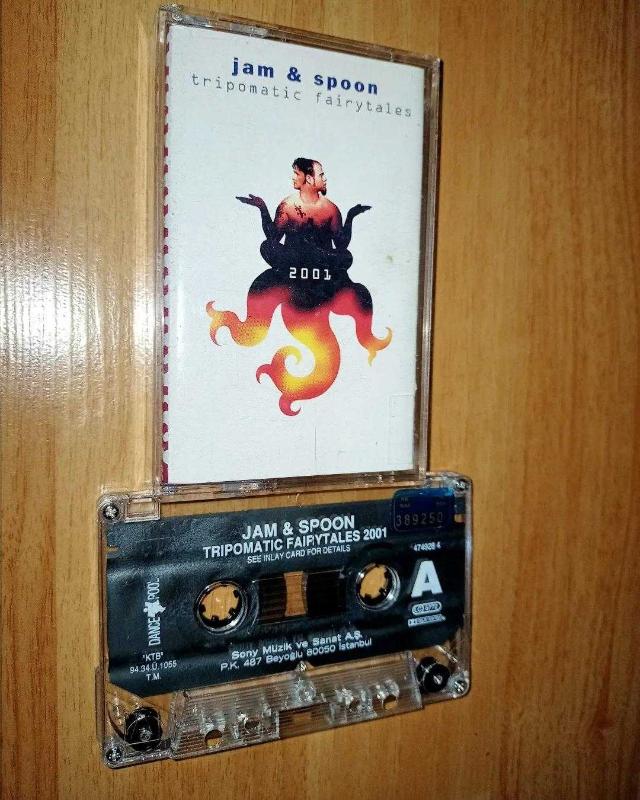 jam & spoon
tripomatic fairytales
2001
389250
JAM & SPOON
TRIPOMATIC FAIRYTALES 2001
SEE INLAY CARD FOR DETAILS
474928 4
A
DANCE POOL
"KTB"
94.34.Ü.1055
T.M.
Sony Müzik ve Sanat A.Ş.
P.K. 487 Beyoğlu 80050 İstanbul